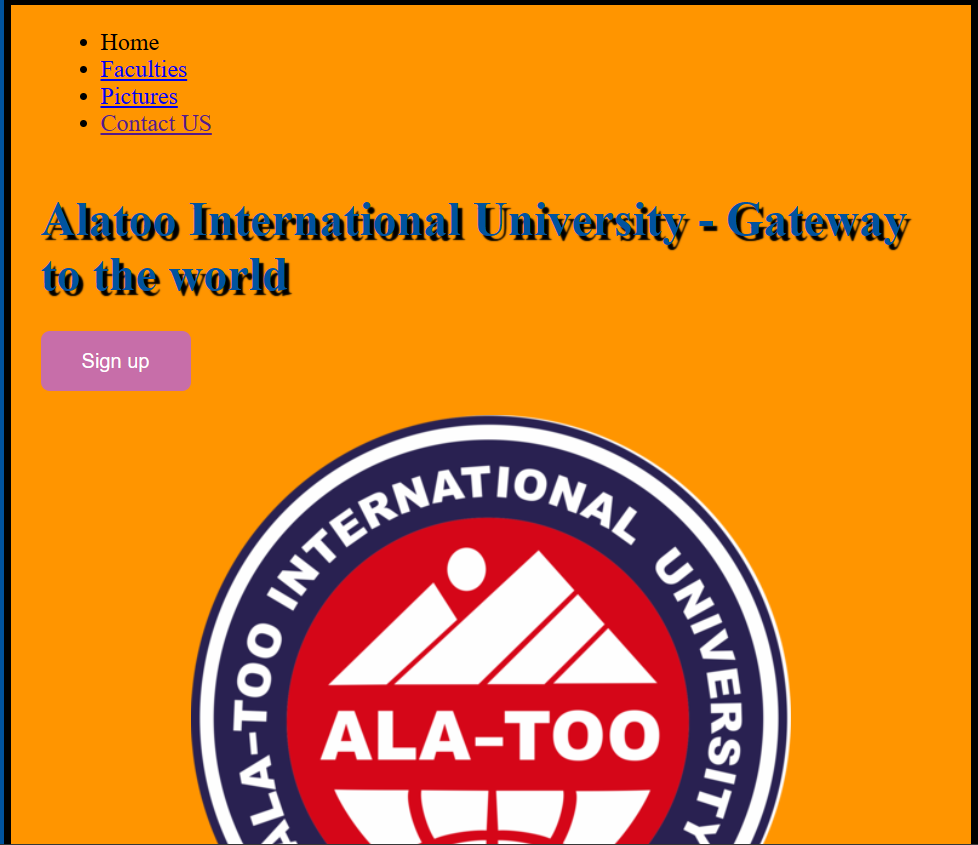 Home
Faculties
Pictures
Contact US
Alatoo International University - Gateway
to the world
Sign up
ALA-TOO INTERNATIONAL UNIVERSITY
ALA-TOO